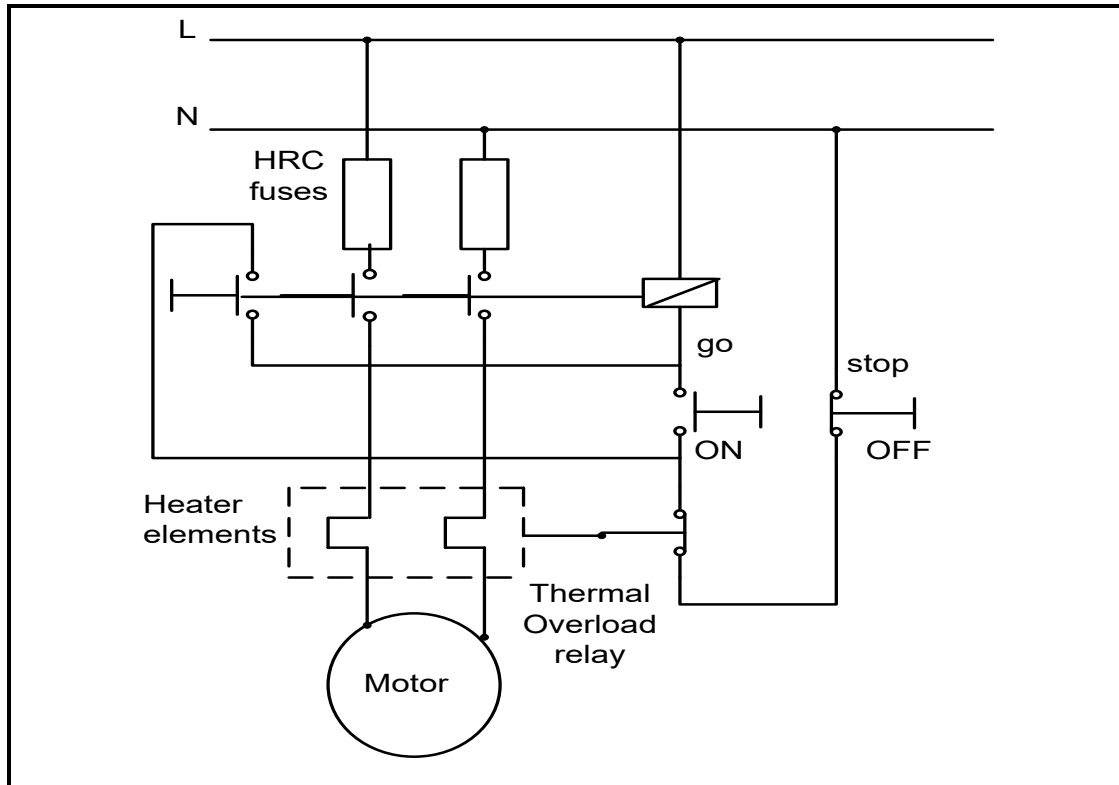 L
N
HRC
fuses
go
stop
ON
OFF
Heater
elements
Thermal
Overload
relay
Motor